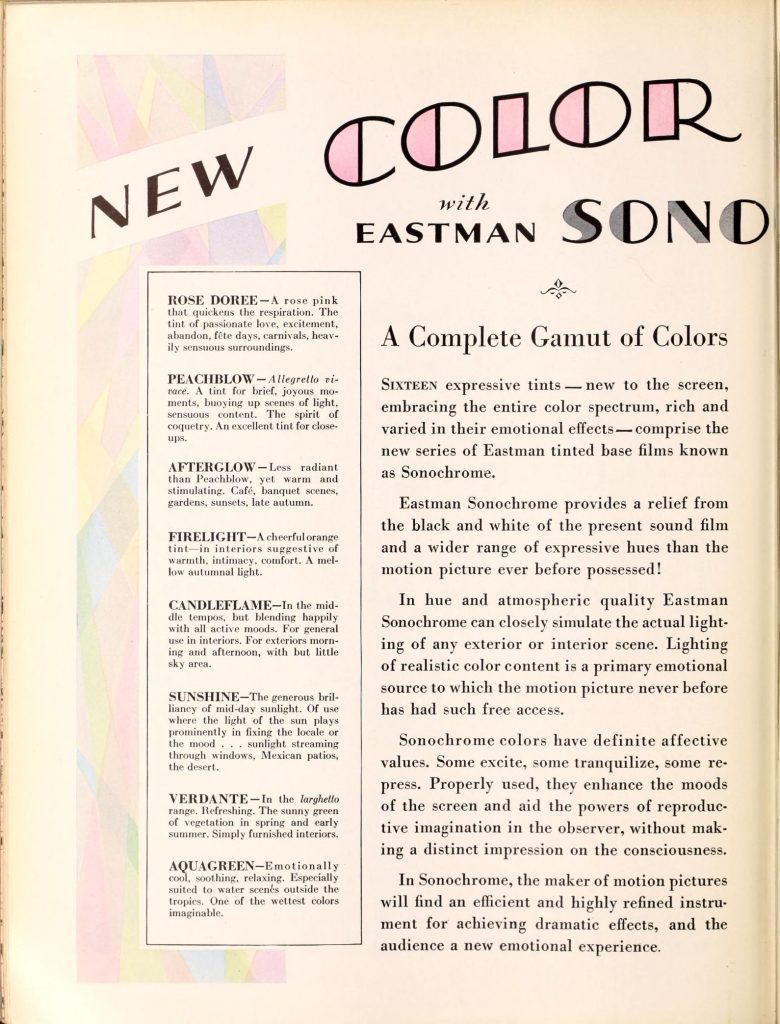 NEW
COLOR
with
EASTMAN SONO
ROSE DOREE—A rose pink
that quickens the respiration. The
tint of passionate love, excitement,
abandon, fête days, carnivals, heav-
ily sensuous surroundings.
PEACHBLOW—Allegretto vi-
vace. A tint for brief, joyous mo-
ments, buoying up scenes of light,
sensuous content. The spirit of
coquetry. An excellent tint for close-
ups.
AFTERGLOW—Less radiant
than Peachblow, yet warm and
stimulating. Café, banquet scenes,
gardens, sunsets, late autumn.
FIRELIGHT—A cheerful orange
tint—in interiors suggestive of
warmth, intimacy, comfort. A mel-
low autumnal light.
CANDLEFLAME—In the mid-
dle tempos, but blending happily
with all active moods. For general
use in interiors. For exteriors morn-
ing and afternoon, with but little
sky area.
SUNSHINE—The generous bril-
liancy of mid-day sunlight. Of use
where the light of the sun plays
prominently in fixing the locale or
the mood . . . sunlight streaming
through windows, Mexican patios,
the desert.
VERDANTE—In the larghetto
range. Refreshing. The sunny green
of vegetation in spring and early
summer. Simply furnished interiors.
AQUAGREEN—Emotionally
cool, soothing, relaxing. Especially
suited to water scenés outside the
tropics. One of the wettest colors
imaginable.
A Complete Gamut of Colors
SIXTEEN expressive tints — new to the screen,
embracing the entire color spectrum, rich and
varied in their emotional effects — comprise the
new series of Eastman tinted base films known
as Sonochrome.
Eastman Sonochrome provides a relief from
the black and white of the present sound film
and a wider range of expressive hues than the
motion picture ever before possessed!
In hue and atmospheric quality Eastman
Sonochrome can closely simulate the actual light-
ing of any exterior or interior scene. Lighting
of realistic color content is a primary emotional
source to which the motion picture never before
has had such free access.
Sonochrome colors have definite affective
values. Some excite, some tranquilize, some re-
press. Properly used, they enhance the moods
of the screen and aid the powers of reproduc-
tive imagination in the observer, without mak-
ing a distinct impression on the consciousness.
In Sonochrome, the maker of motion pictures
will find an efficient and highly refined instru-
ment for achieving dramatic effects, and the
audience a new emotional experience.